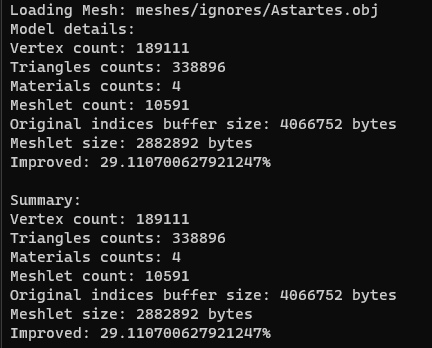 Loading Mesh: meshes/ignores/Astartes.obj
Model details:
Vertex count: 189111
Triangles counts: 338896
Materials counts: 4
Meshlet count: 10591
Original indices buffer size: 4066752 bytes
Meshlet size: 2882892 bytes
Improved: 29.110700627921247%

Summary:
Vertex count: 189111
Triangles counts: 338896
Materials counts: 4
Meshlet count: 10591
Original indices buffer size: 4066752 bytes
Meshlet size: 2882892 bytes
Improved: 29.110700627921247%